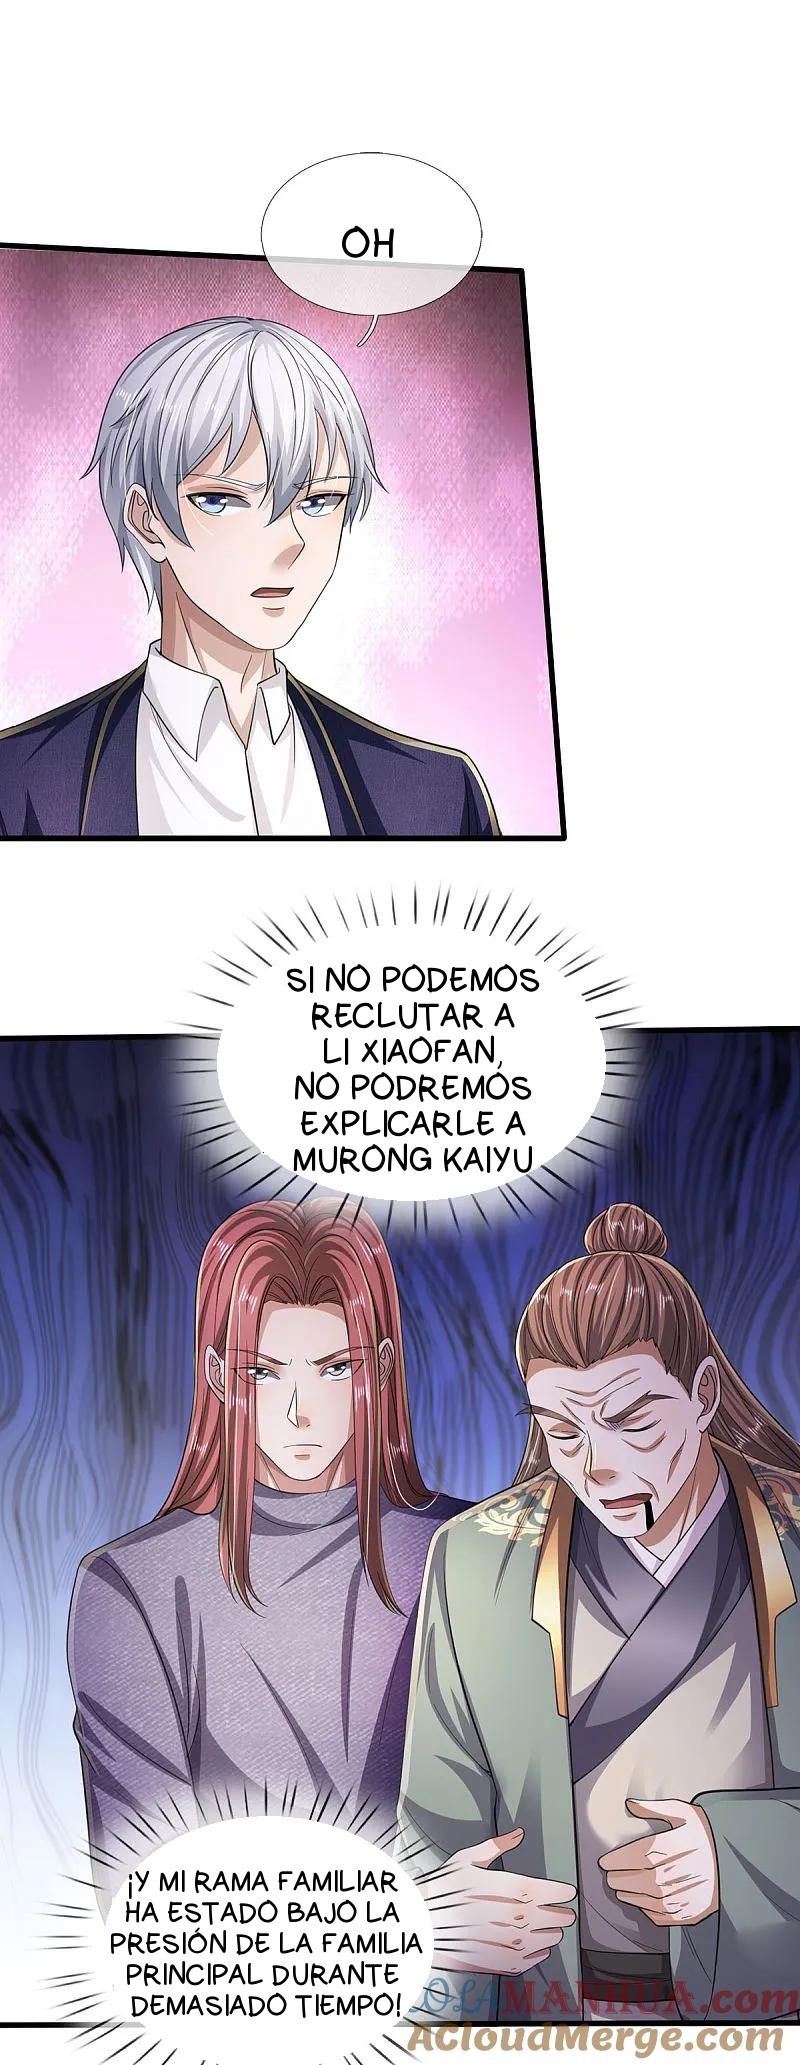 OH
SI NO PODEMOS
RECLUTAR A
LI XIAOFAN,
NO PODREMOS
EXPLICARLE A
MURONG KAIYU
¡Y MI RAMA FAMILIAR
HA ESTADO BAJO LA
PRESIÓN DE LA FAMILIA
PRINCIPAL DURANTE
DEMASIADO TIEMPO!
COLAMANHUA.com
AcloudMerge.com